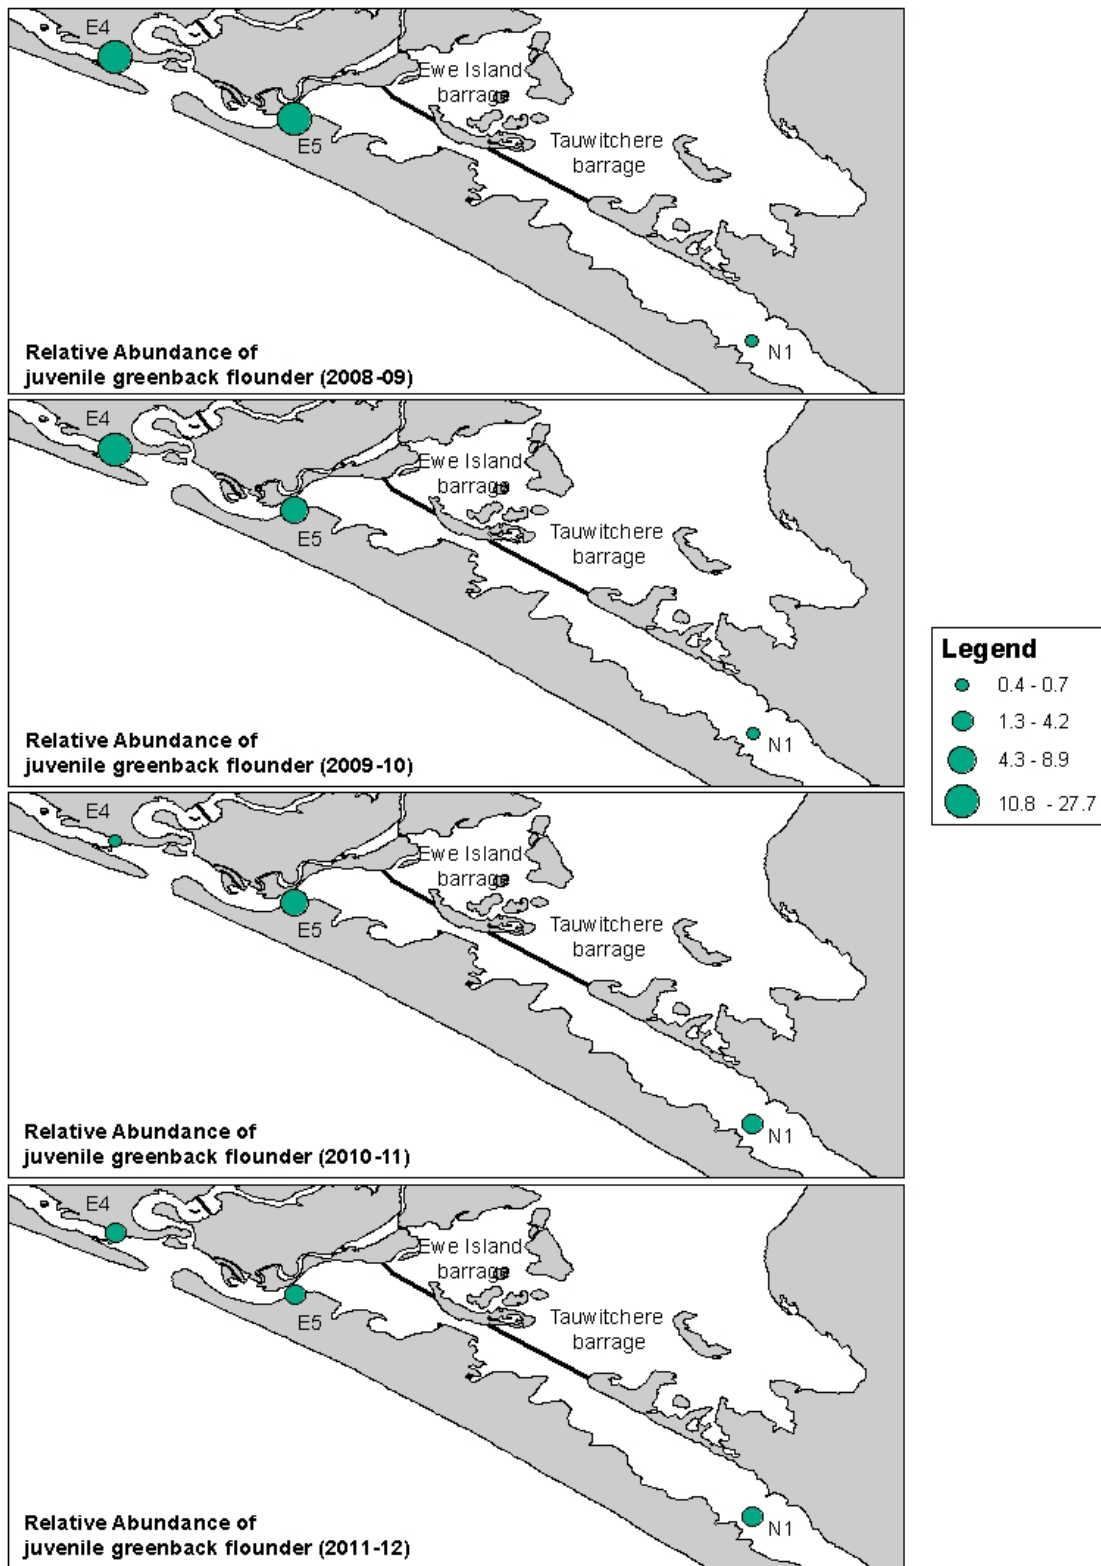 E4
Ewe Island
barrage
E5
Tauwitchere
barrage
N1
Relative Abundance of
juvenile greenback flounder (2008-09)
E4
Ewe Island
barrage
E5
Tauwitchere
barrage
N1
Relative Abundance of
juvenile greenback flounder (2009-10)
Legend
0.4 - 0.7
1.3 - 4.2
4.3 - 8.9
10.8 - 27.7
E4
Ewe Island
barrage
E5
Tauwitchere
barrage
N1
Relative Abundance of
juvenile greenback flounder (2010-11)
E4
Ewe Island
barrage
E5
Tauwitchere
barrage
N1
Relative Abundance of
juvenile greenback flounder (2011-12)